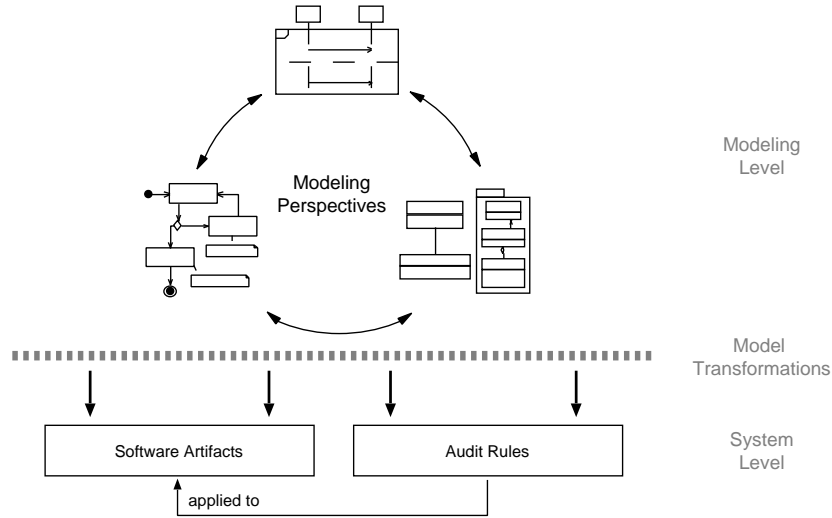 Modeling
Level
Modeling
Perspectives
Model
Transformations
Software Artifacts
Audit Rules
System
Level
applied to